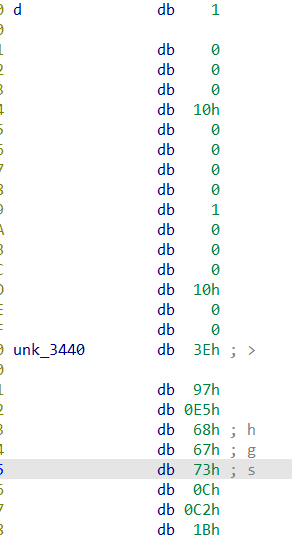 0 d db 1
0
1 db 0
2 db 0
3 db 0
4 db 10h
5 db 0
6 db 0
7 db 0
8 db 0
9 db 1
A db 0
B db 0
C db 0
D db 10h
E db 0
F db 0
0 unk_3440 db 3Eh ; >
0
1 db 97h
2 db 0E5h
3 db 68h ; h
4 db 67h ; g
5 db 73h ; s
6 db 0Ch
7 db 0C2h
8 db 1Bh